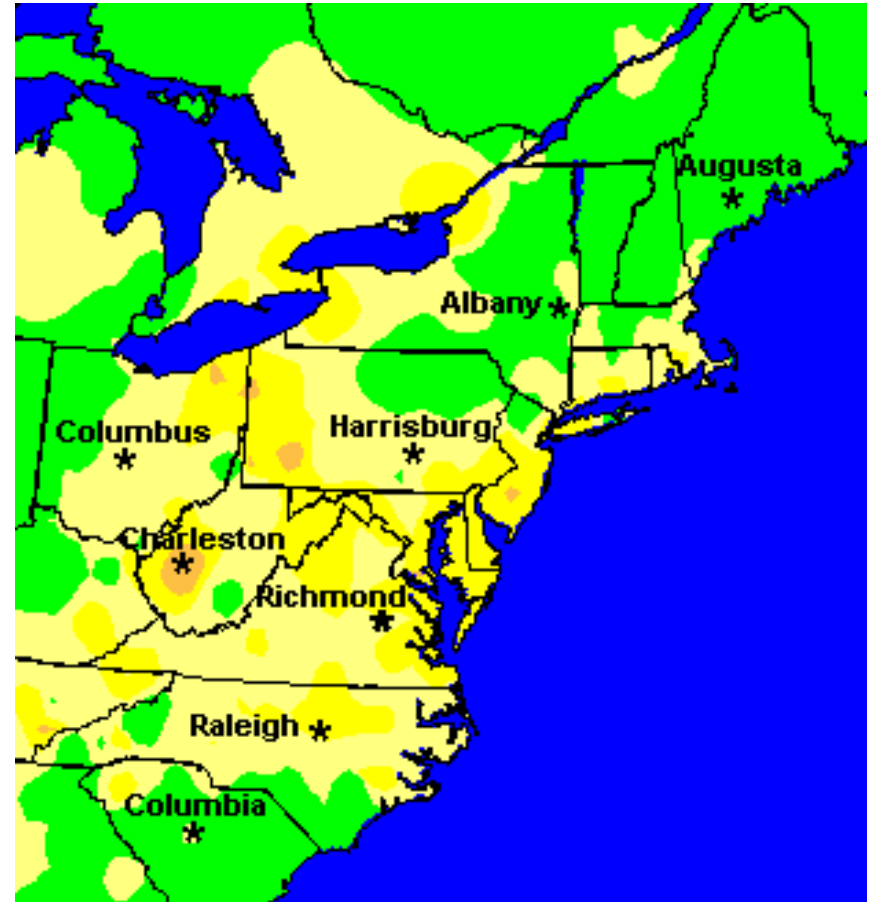 Augusta
Albany
Columbus
Harrisburg
Charleston
Richmond
Raleigh
Columbia